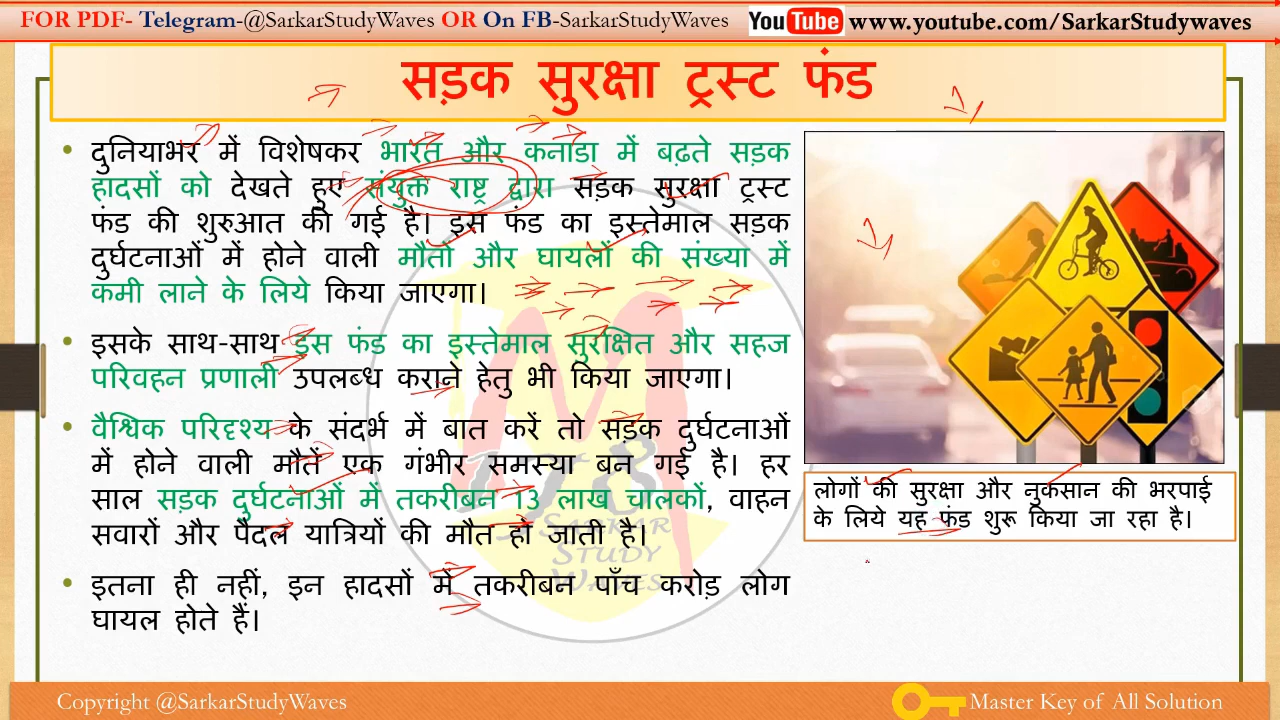 FOR PDF- Telegram-@SarkarStudyWaves OR On FB-SarkarStudyWaves YouTube www.youtube.com/SarkarStudywaves
सड़क सुरक्षा ट्रस्ट फंड
• दुनियाभर में विशेषकर भारत और कनाडा में बढ़ते सड़क
हादसों को देखते हुए संयुक्त राष्ट्र द्वारा सड़क सुरक्षा ट्रस्ट
फंड की शुरुआत की गई है। इस फंड का इस्तेमाल सड़क
दुर्घटनाओं में होने वाली मौतों और घायलों की संख्या में
कमी लाने के लिये किया जाएगा।
• इसके साथ-साथ इस फंड का इस्तेमाल सुरक्षित और सहज
परिवहन प्रणाली उपलब्ध कराने हेतु भी किया जाएगा।
• वैश्विक परिदृश्य के संदर्भ में बात करें तो सड़क दुर्घटनाओं
में होने वाली मौतें एक गंभीर समस्या बन गई है। हर
साल सड़क दुर्घटनाओं में तकरीबन 13 लाख चालकों, वाहन
सवारों और पैदल यात्रियों की मौत हो जाती है।
• इतना ही नहीं, इन हादसों में तकरीबन पाँच करोड़ लोग
घायल होते हैं।
लोगों की सुरक्षा और नुकसान की भरपाई
के लिये यह फंड शुरू किया जा रहा है।
SARKAR
STUDY
WAVES
Copyright @SarkarStudyWaves
Master Key of All Solution